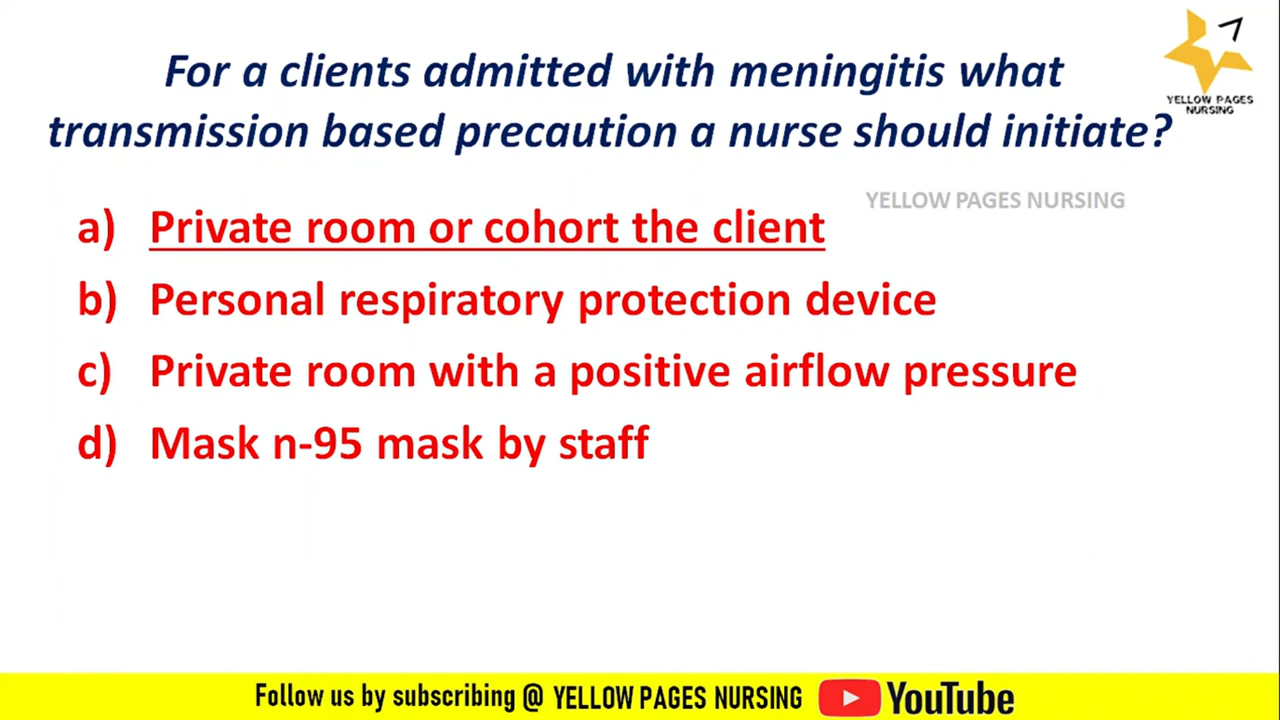 For a clients admitted with meningitis what
transmission based precaution a nurse should initiate?
YELLOW PAGES
NURSING
YELLOW PAGES NURSING
a) Private room or cohort the client
b) Personal respiratory protection device
c) Private room with a positive airflow pressure
d) Mask n-95 mask by staff
Follow us by subscribing @ YELLOW PAGES NURSING YouTube